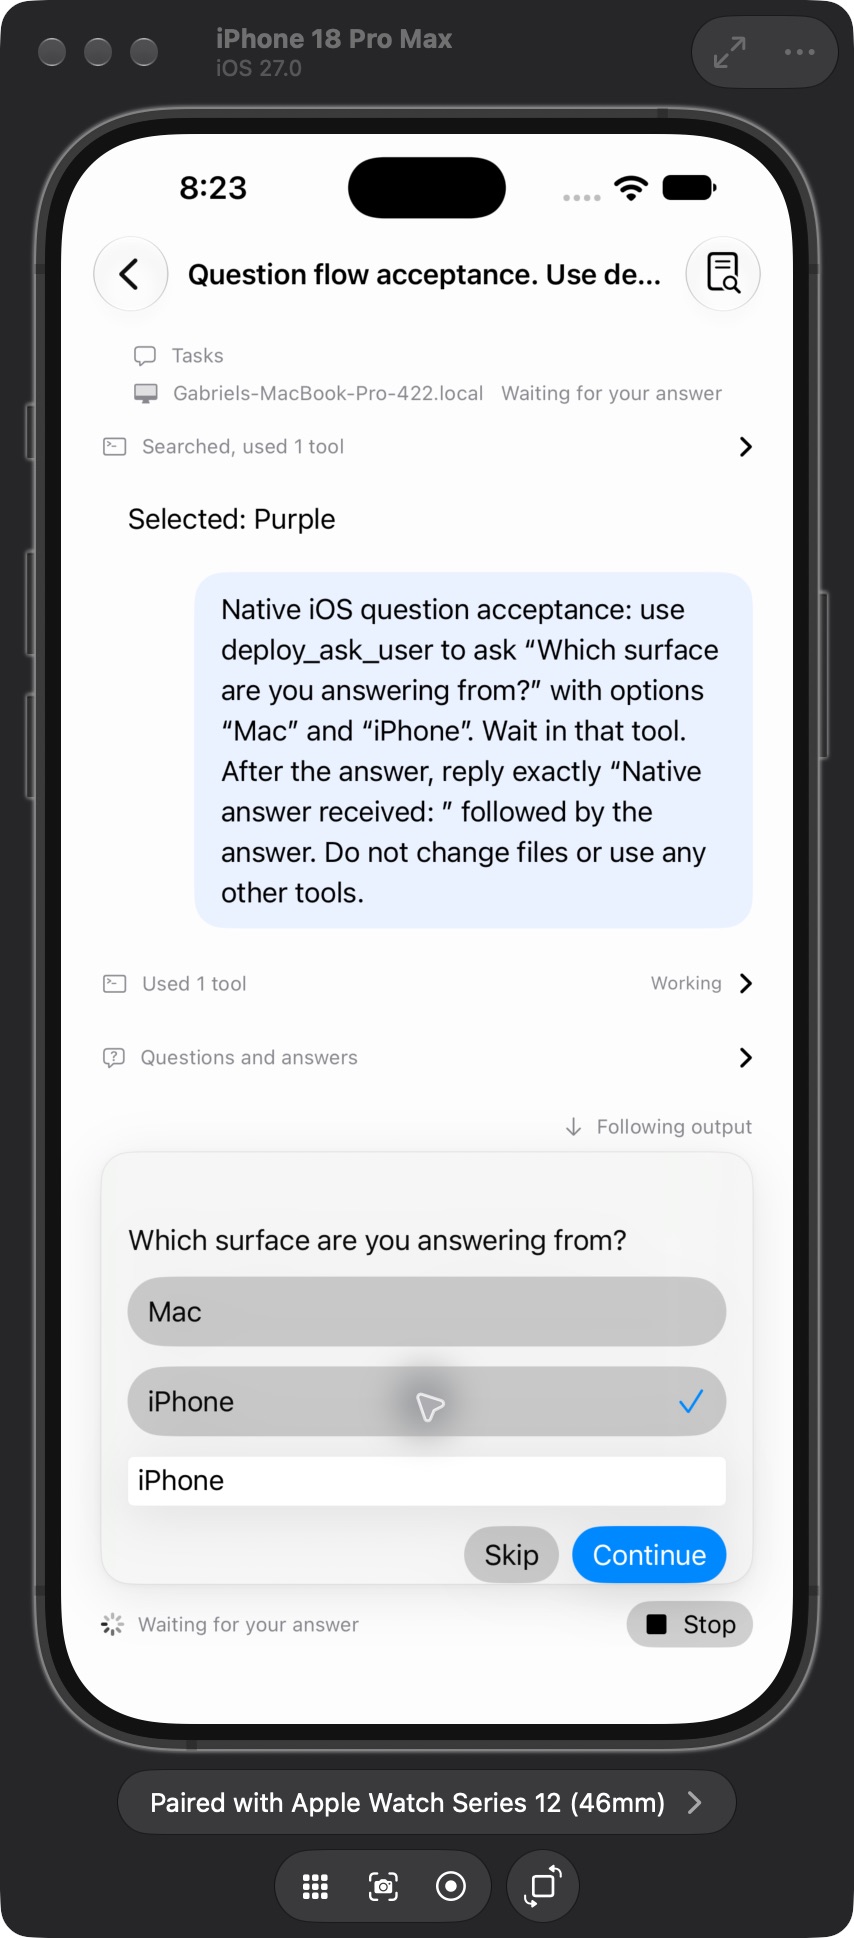 iPhone 18 Pro Max
iOS 27.0
8:23
Question flow acceptance. Use de...
Tasks
Gabriels-MacBook-Pro-422.local Waiting for your answer
Searched, used 1 tool
Selected: Purple
Native iOS question acceptance: use
deploy_ask_user to ask “Which surface
are you answering from?” with options
“Mac” and “iPhone”. Wait in that tool.
After the answer, reply exactly “Native
answer received: ” followed by the
answer. Do not change files or use any
other tools.
Used 1 tool Working
Questions and answers
Following output
Which surface are you answering from?
Mac
iPhone
iPhone
Skip Continue
Waiting for your answer Stop
Paired with Apple Watch Series 12 (46mm)